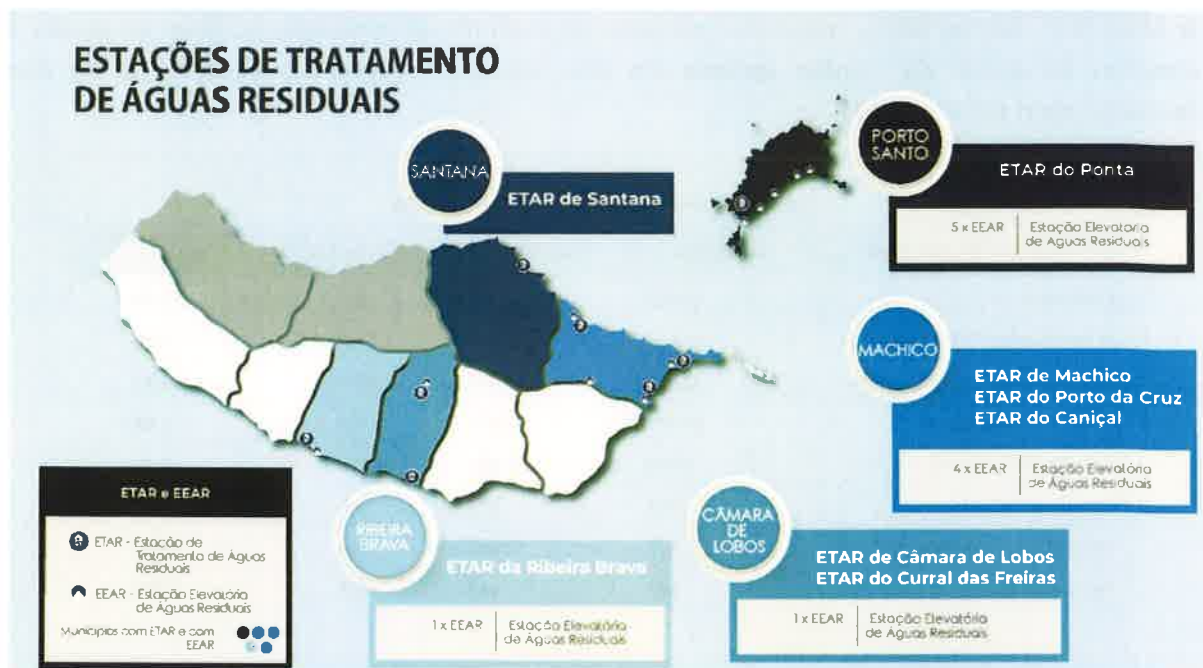 ESTAÇÕES DE TRATAMENTO
DE ÁGUAS RESIDUAIS
SANTANA
ETAR de Santana
PORTO
SANTO
ETAR do Ponta
5 x EEAR
Estação Elevatória
de Águas Residuais
MACHICO
ETAR de Machico
ETAR do Porto da Cruz
ETAR do Caniçal
4 x EEAR
Estação Elevatória
de Águas Residuais
ETAR e EEAR
ETAR - Estação de
Tratamento de Águas
Residuais
EEAR - Estação Elevatória
de Águas Residuais
Municípios com ETAR e com
EEAR
RIBEIRA
BRAVA
ETAR da Ribeira Brava
1 x EEAR
Estação Elevatória
de Águas Residuais
CÂMARA
DE
LOBOS
ETAR de Câmara de Lobos
ETAR do Curral das Freiras
1 x EEAR
Estação Elevatória
de Águas Residuais